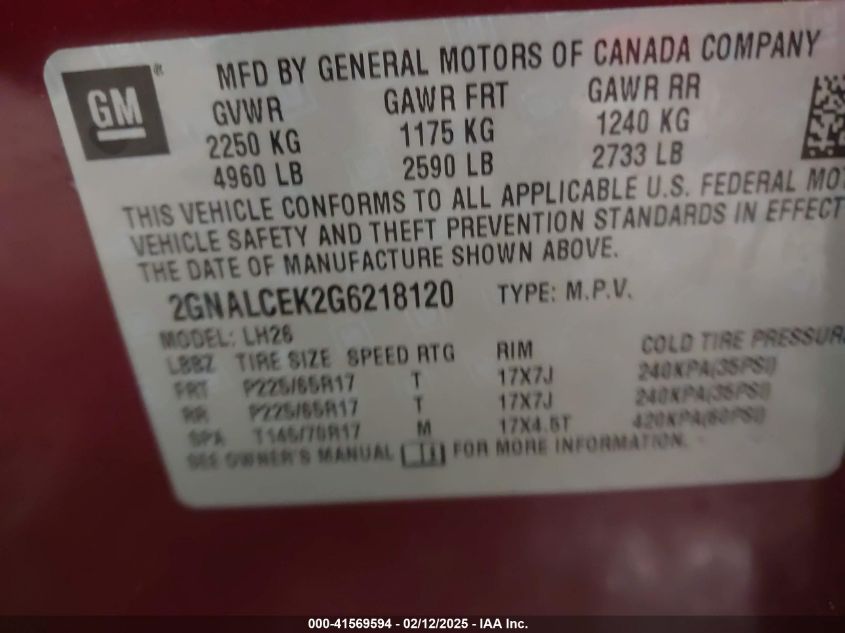 MFD BY GENERAL MOTORS OF CANADA COMPANY
GM ®
GVWR GAWR FRT GAWR RR
2250 KG 1175 KG 1240 KG
4960 LB 2590 LB 2733 LB
THIS VEHICLE CONFORMS TO ALL APPLICABLE U.S. FEDERAL MO
VEHICLE SAFETY AND THEFT PREVENTION STANDARDS IN EFFECT
THE DATE OF MANUFACTURE SHOWN ABOVE.
2GNALCEK2G6218120 TYPE: M.P.V.
MODEL: LH26
L8BZ TIRE SIZE SPEED RTG RIM COLD TIRE PRESSUR
FRT P225/65R17 T 17X7J 240KPA(35PSI)
RR P225/65R17 T 17X7J 240KPA(35PSI)
SPA T145/70R17 M 17X4.5T 420KPA(60PSI)
SEE OWNER'S MANUAL FOR MORE INFORMATION.
000-41569594 - 02/12/2025 - IAA Inc.